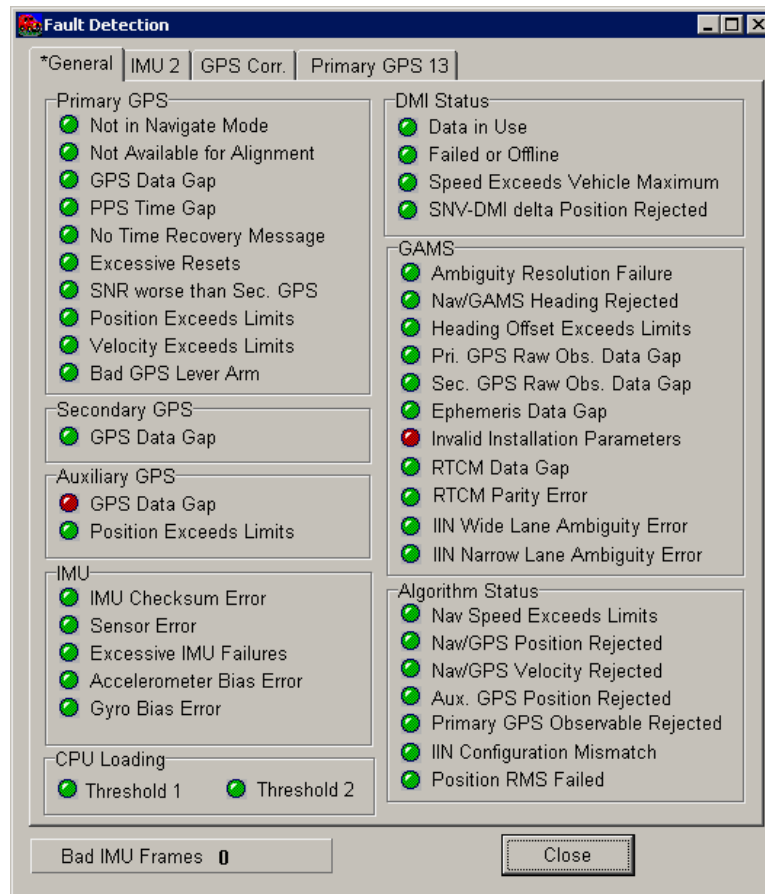 Fault Detection
*General
IMU 2
GPS Corr.
Primary GPS 13
Primary GPS
Not in Navigate Mode
Not Available for Alignment
GPS Data Gap
PPS Time Gap
No Time Recovery Message
Excessive Resets
SNR worse than Sec. GPS
Position Exceeds Limits
Velocity Exceeds Limits
Bad GPS Lever Arm
Secondary GPS
GPS Data Gap
Auxiliary GPS
GPS Data Gap
Position Exceeds Limits
IMU
IMU Checksum Error
Sensor Error
Excessive IMU Failures
Accelerometer Bias Error
Gyro Bias Error
CPU Loading
Threshold 1
Threshold 2
DMI Status
Data in Use
Failed or Offline
Speed Exceeds Vehicle Maximum
SNV-DMI delta Position Rejected
GAMS
Ambiguity Resolution Failure
Nav/GAMS Heading Rejected
Heading Offset Exceeds Limits
Pri. GPS Raw Obs. Data Gap
Sec. GPS Raw Obs. Data Gap
Ephemeris Data Gap
Invalid Installation Parameters
RTCM Data Gap
RTCM Parity Error
IIN Wide Lane Ambiguity Error
IIN Narrow Lane Ambiguity Error
Algorithm Status
Nav Speed Exceeds Limits
Nav/GPS Position Rejected
Nav/GPS Velocity Rejected
Aux. GPS Position Rejected
Primary GPS Observable Rejected
IIN Configuration Mismatch
Position RMS Failed
Bad IMU Frames 0
Close